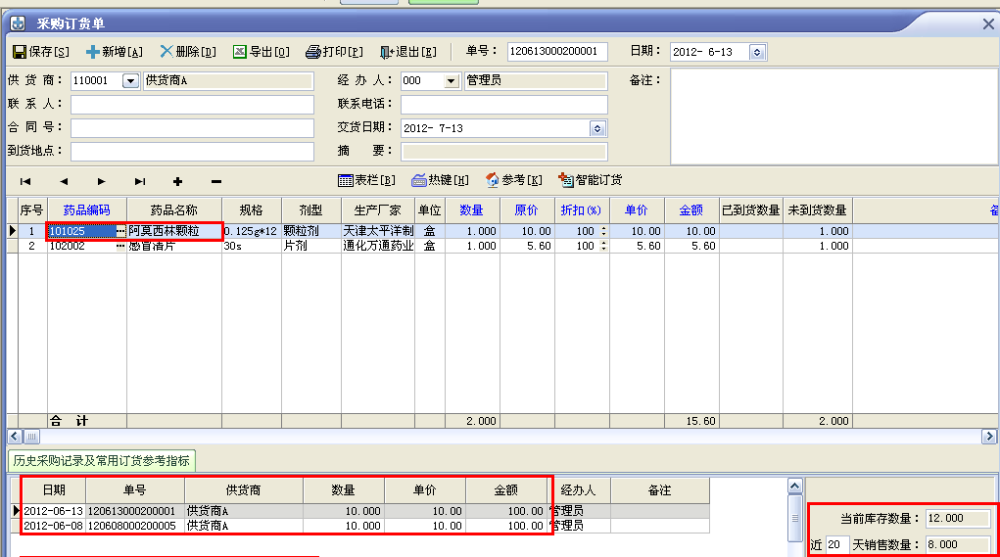 采购订货单
保存[S] 新增[A] 删除[D] 导出[O] 打印[P] 退出[R] 单号： 120613000200001 日期： 2012- 6-13
供 货 商： 110001 供货商A 经 办 人： 000 管理员 备注：
联 系 人： 联系电话：
合 同 号： 交货日期： 2012- 7-13
到货地点： 摘 要：
表栏[B] 热键[H] 参考[K] 智能订货
序号 药品编码 药品名称 规格 剂型 生产厂家 单位 数量 原价 折扣(%) 单价 金额 已到货数量 未到货数量
1 101025 阿莫西林颗粒 0.125g*12 颗粒剂 天津太平洋制 盒 1.000 10.00 100 10.00 10.00 1.000
2 102002 感冒清片 30s 片剂 通化万通药业 盒 1.000 5.60 100 5.60 5.60 1.000
合 计 2.000 15.60 2.000
历史采购记录及常用订货参考指标
日期 单号 供货商 数量 单价 金额 经办人 备注
2012-06-13 120613000200001 供货商A 10.000 10.00 100.00 管理员
2012-06-08 120608000200005 供货商A 10.000 10.00 100.00 管理员
当前库存数量： 12.000
近 20 天销售数量： 8.000